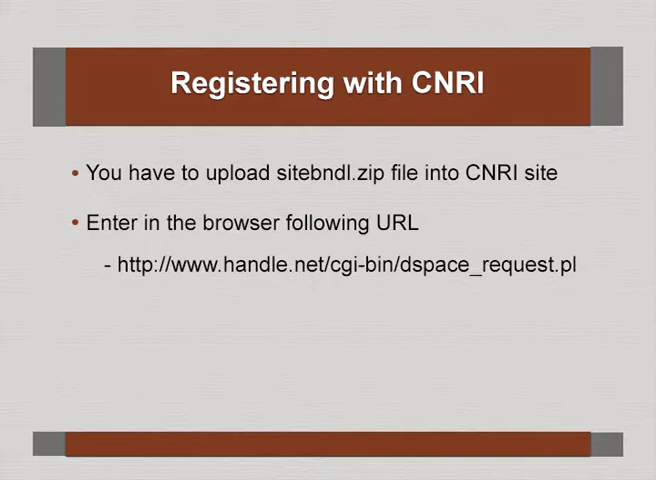 Registering with CNRI
• You have to upload sitebndl.zip file into CNRI site
• Enter in the browser following URL
- http://www.handle.net/cgi-bin/dspace_request.pl